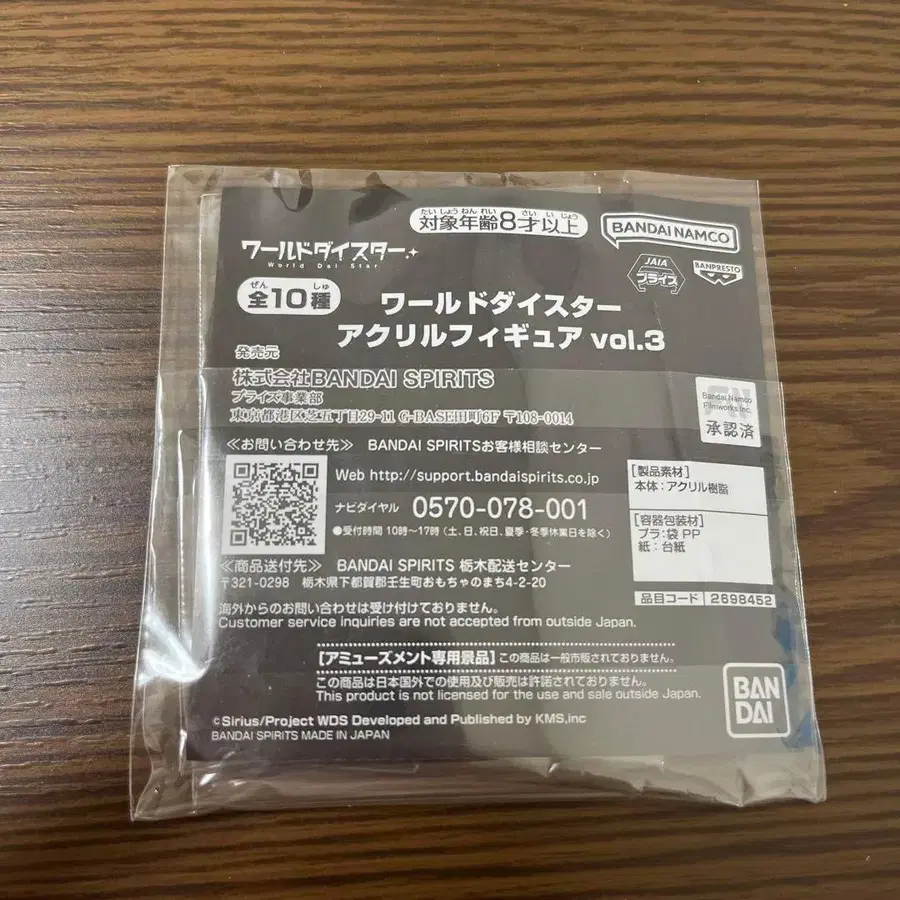 たいしょうねんれい さい いじょう
対象年齢8才以上
BANDAI NAMCO
ワールドダイスター
World Dai Star
JAIA
プライズ
BANPRESTO
ぜん しゅ
全10種
ワールドダイスター
アクリルフィギュア vol.3
発売元
株式会社BANDAI SPIRITS
プライズ事業部
東京都港区芝五丁目29-11 G-BASE田町6F 〒108-0014
Bandai Namco
Filmworks Inc.
承認済
≪お問い合わせ先≫ BANDAI SPIRITSお客様相談センター
Web http://support.bandaispirits.co.jp
ナビダイヤル 0570-078-001
●受付時間 10時~17時 (土、日、祝日、夏季・冬季休業日を除く)
[製品素材]
本体:アクリル樹脂
[容器包装材]
プラ:袋 PP
紙:台紙
≪商品送付先≫ BANDAI SPIRITS 栃木配送センター
〒321-0298 栃木県下都賀郡壬生町おもちゃのまち4-2-20
品目コード 2698452
海外からのお問い合わせは受け付けておりません。
Customer service inquiries are not accepted from outside Japan.
[アミューズメント専用景品] この商品は一般市販されておりません。
この商品は日本国外での使用及び販売は許諾されておりません。
This product is not licensed for the use and sale outside Japan.
©Sirius/Project WDS Developed and Published by KMS,inc
BANDAI SPIRITS MADE IN JAPAN
BAN
DAI